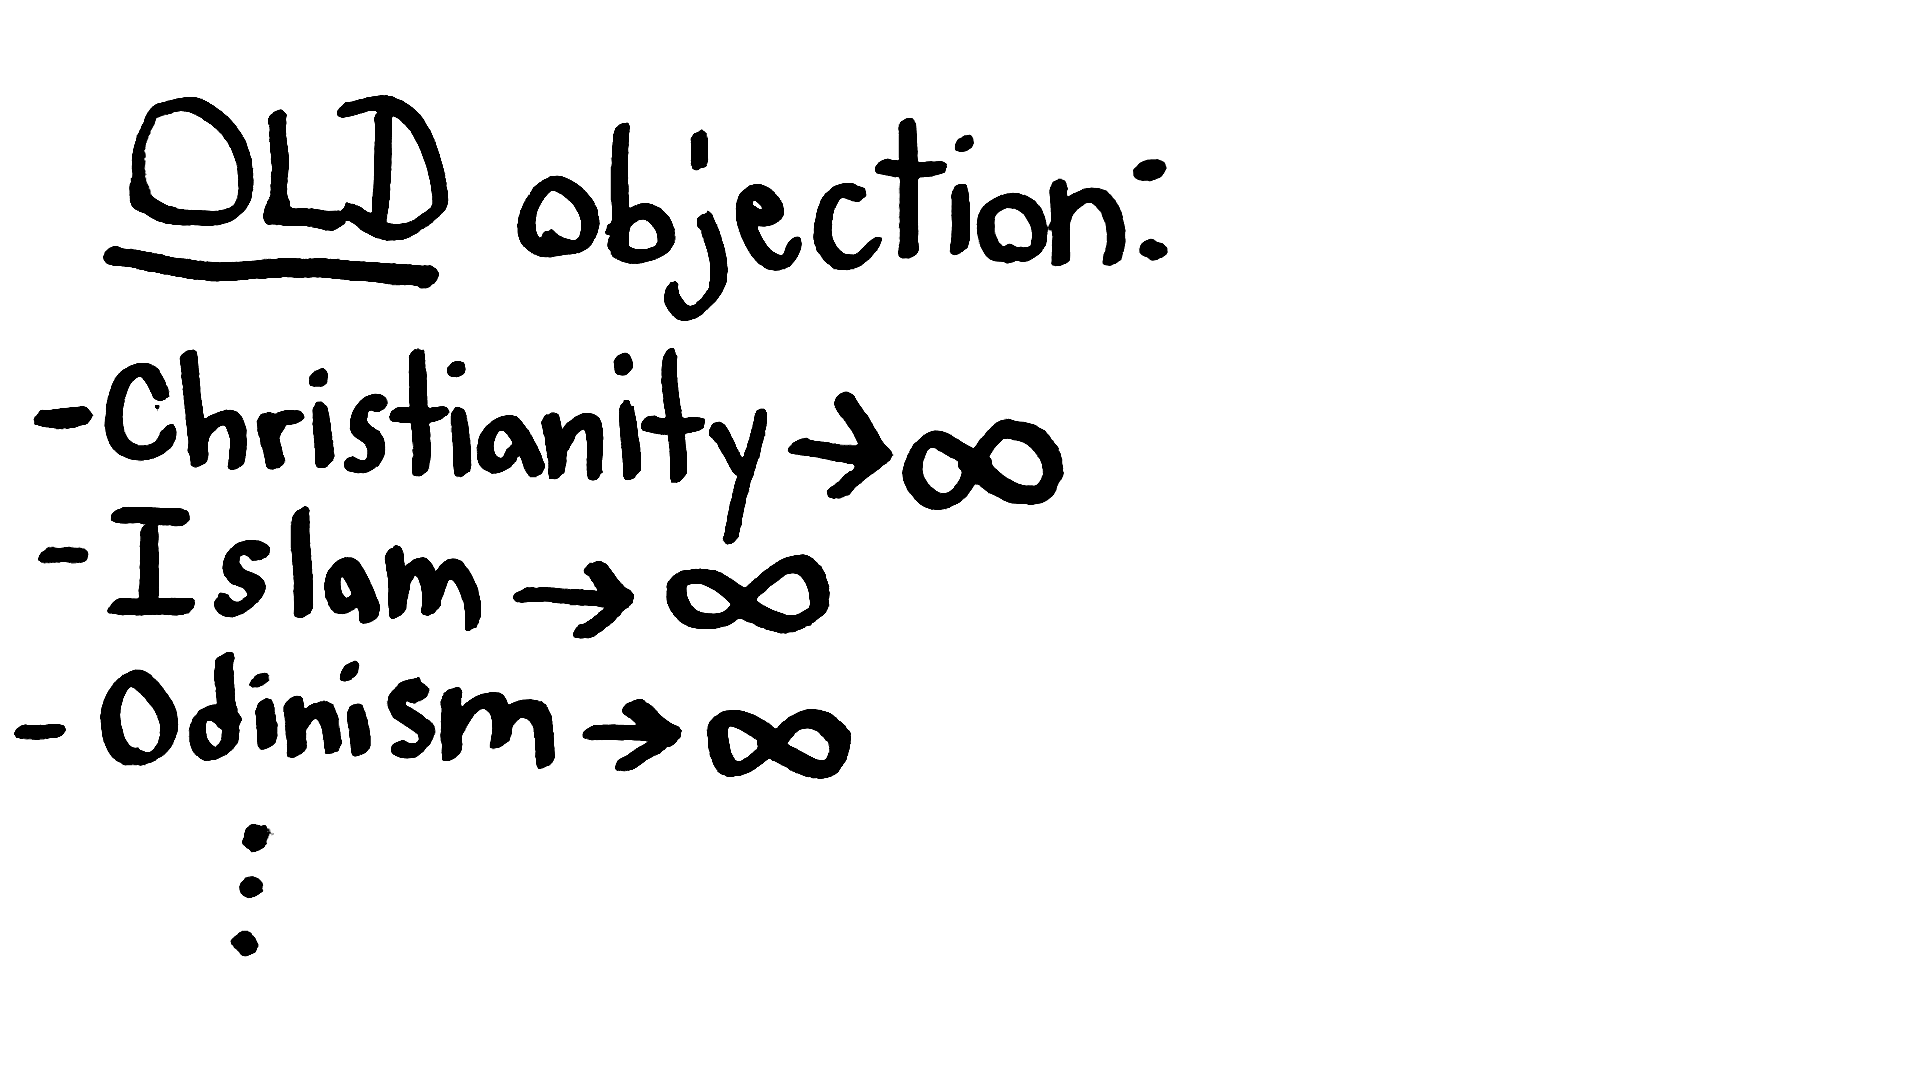 OLD objection:
-Christianity→∞
-Islam→∞
-Odinism→∞
⋮